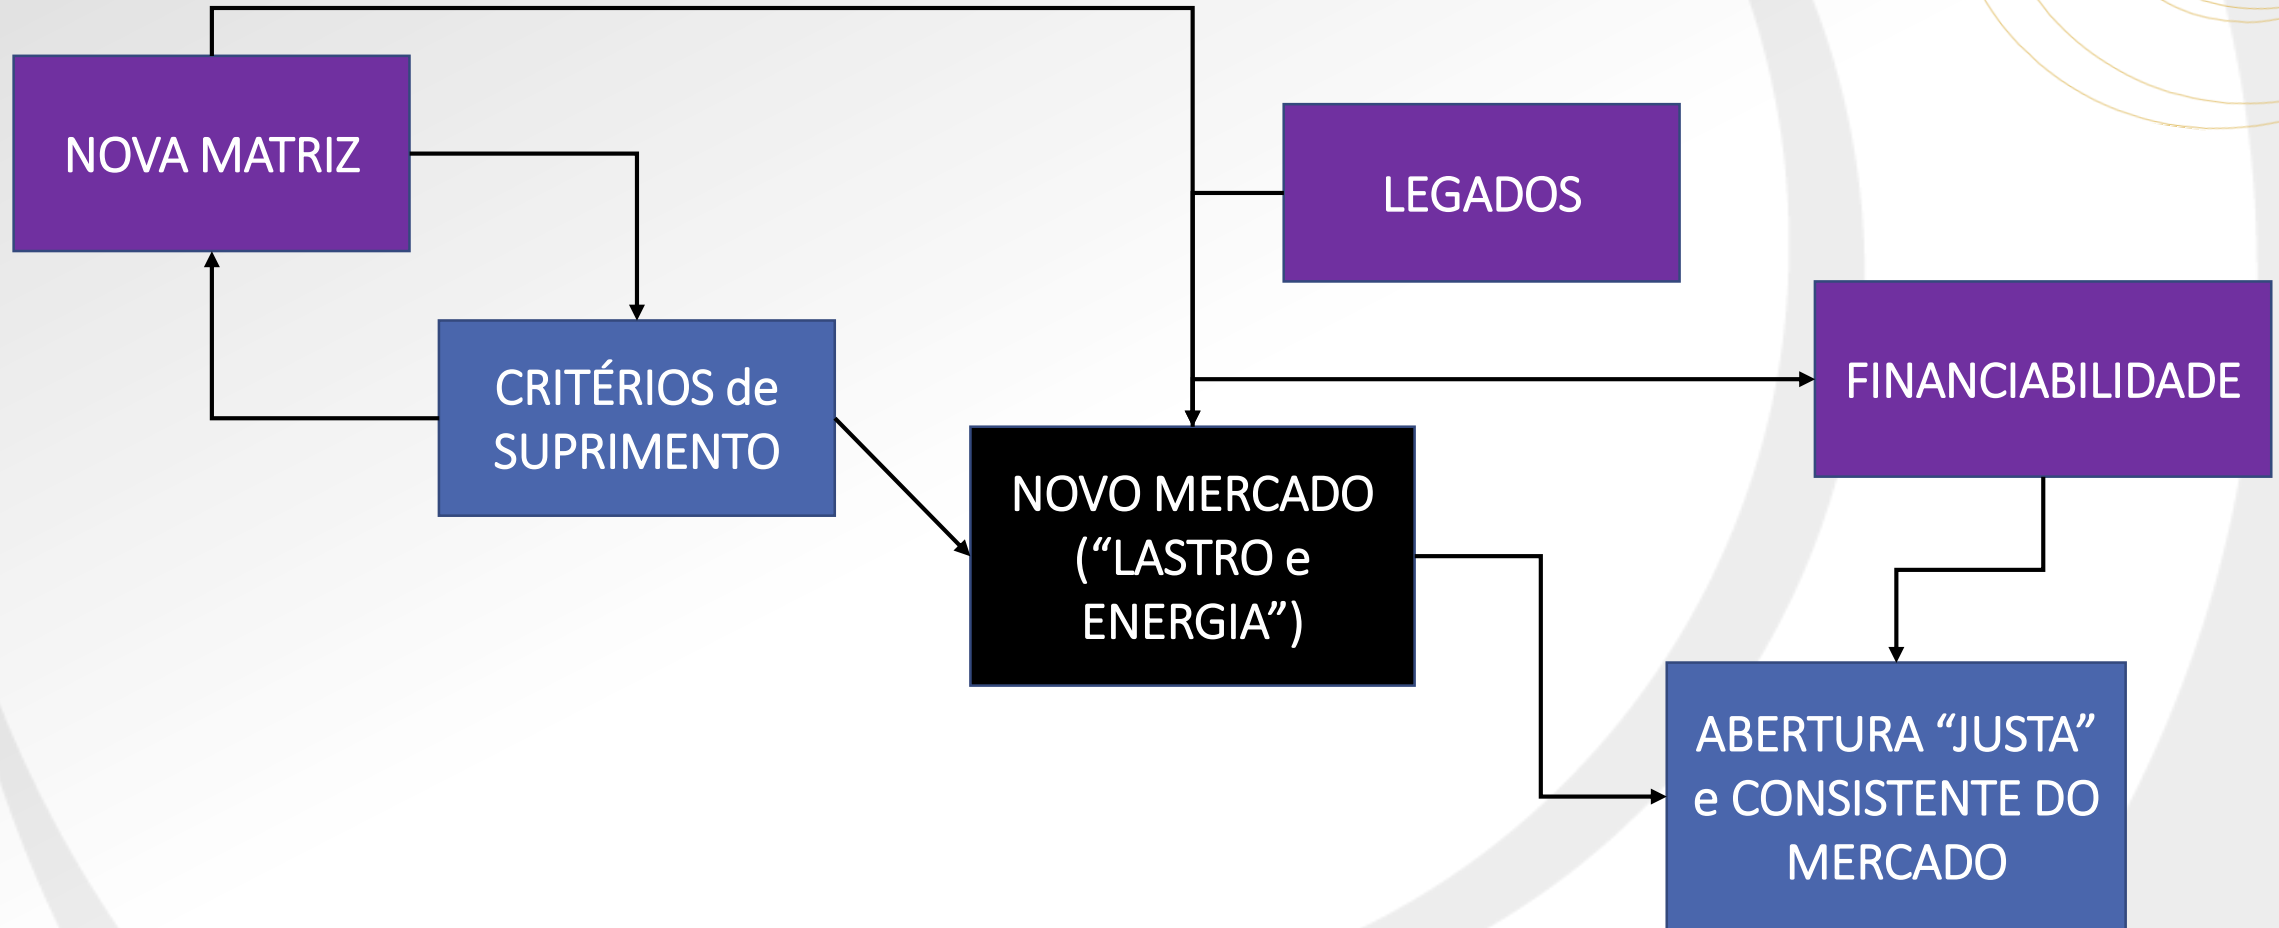 NOVA MATRIZ
LEGADOS
FINANCIABILIDADE
CRITÉRIOS de
SUPRIMENTO
NOVO MERCADO
(“LASTRO e
ENERGIA”)
ABERTURA “JUSTA”
e CONSISTENTE DO
MERCADO